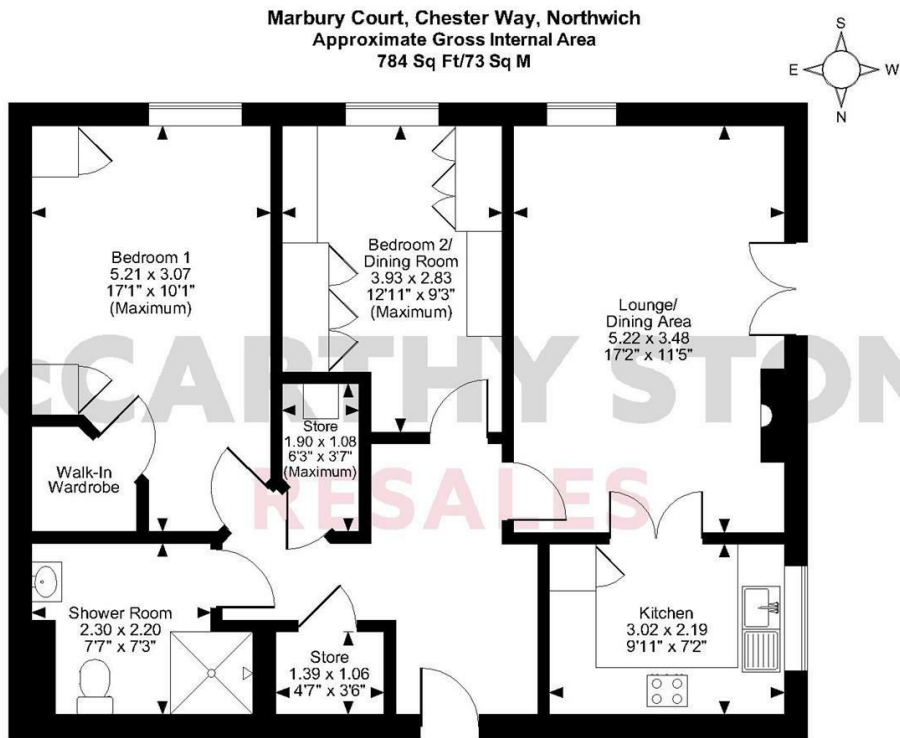 Marbury Court, Chester Way, Northwich
Approximate Gross Internal Area
784 Sq Ft/73 Sq M
S
E
W
N
Bedroom 1
5.21 x 3.07
17'1" x 10'1"
(Maximum)
Bedroom 2/
Dining Room
3.93 x 2.83
12'11" x 9'3"
(Maximum)
Lounge/
Dining Area
5.22 x 3.48
17'2" x 11'5"
McCARTHY STON
RESALES
Store
1.90 x 1.08
6'3" x 3'7"
(Maximum)
Walk-In
Wardrobe
Shower Room
2.30 x 2.20
7'7" x 7'3"
Store
1.39 x 1.06
4'7" x 3'6"
Kitchen
3.02 x 2.19
9'11" x 7'2"